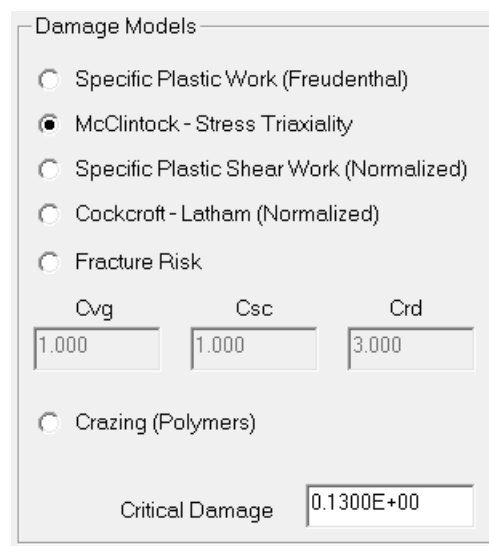 Damage Models
Specific Plastic Work (Freudenthal)
McClintock - Stress Triaxiality
Specific Plastic Shear Work (Normalized)
Cockcroft - Latham (Normalized)
Fracture Risk
Cvg Csc Crd
1.000 1.000 3.000
Crazing (Polymers)
Critical Damage 0.1300E+00